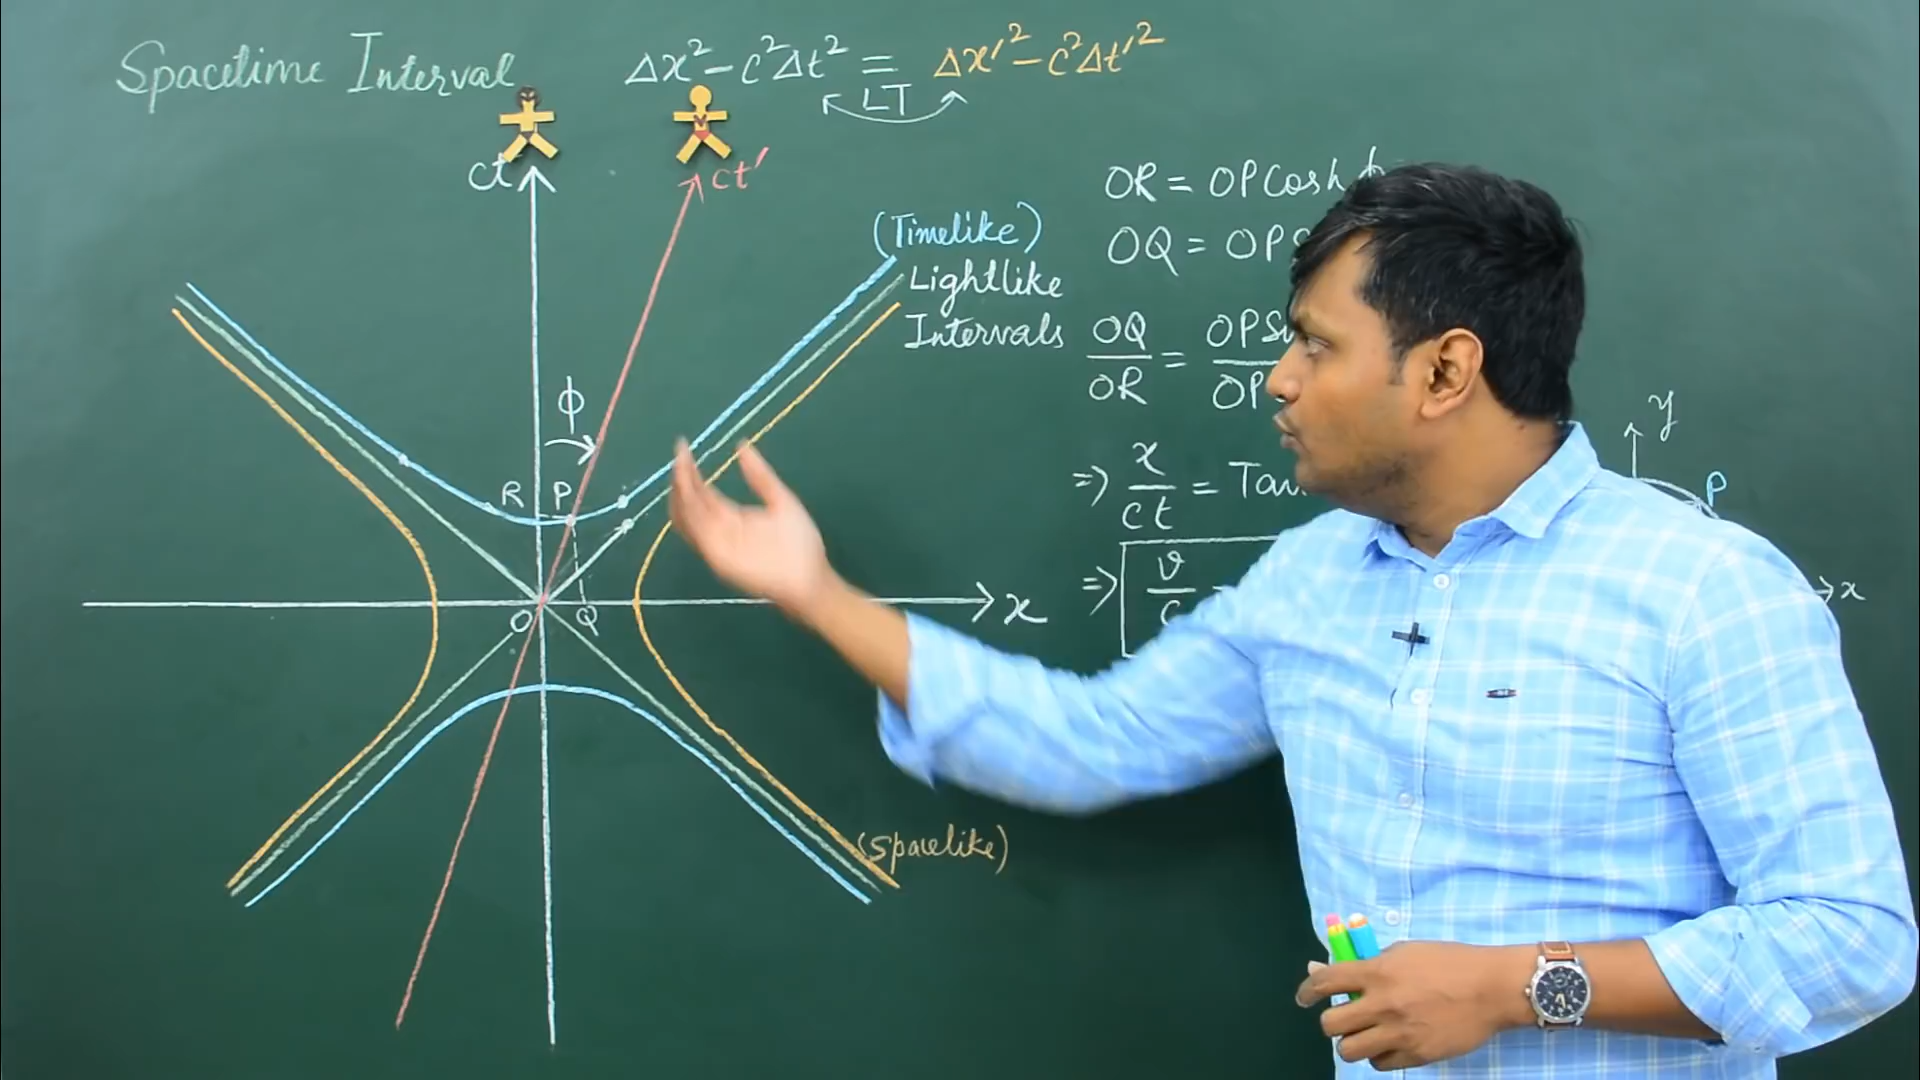 Spacetime Interval
Δx² - c²Δt² = Δx'² - c²Δt'²
LT
ct
ct'
(Timelike)
Lightlike
Intervals
ϕ
R
P
O
Q
x
(Spacelike)
OR = OP Cosh ϕ
OQ = OP
OQ/OR = OP/OP
=> x/ct =
=> v/c
y
P
x